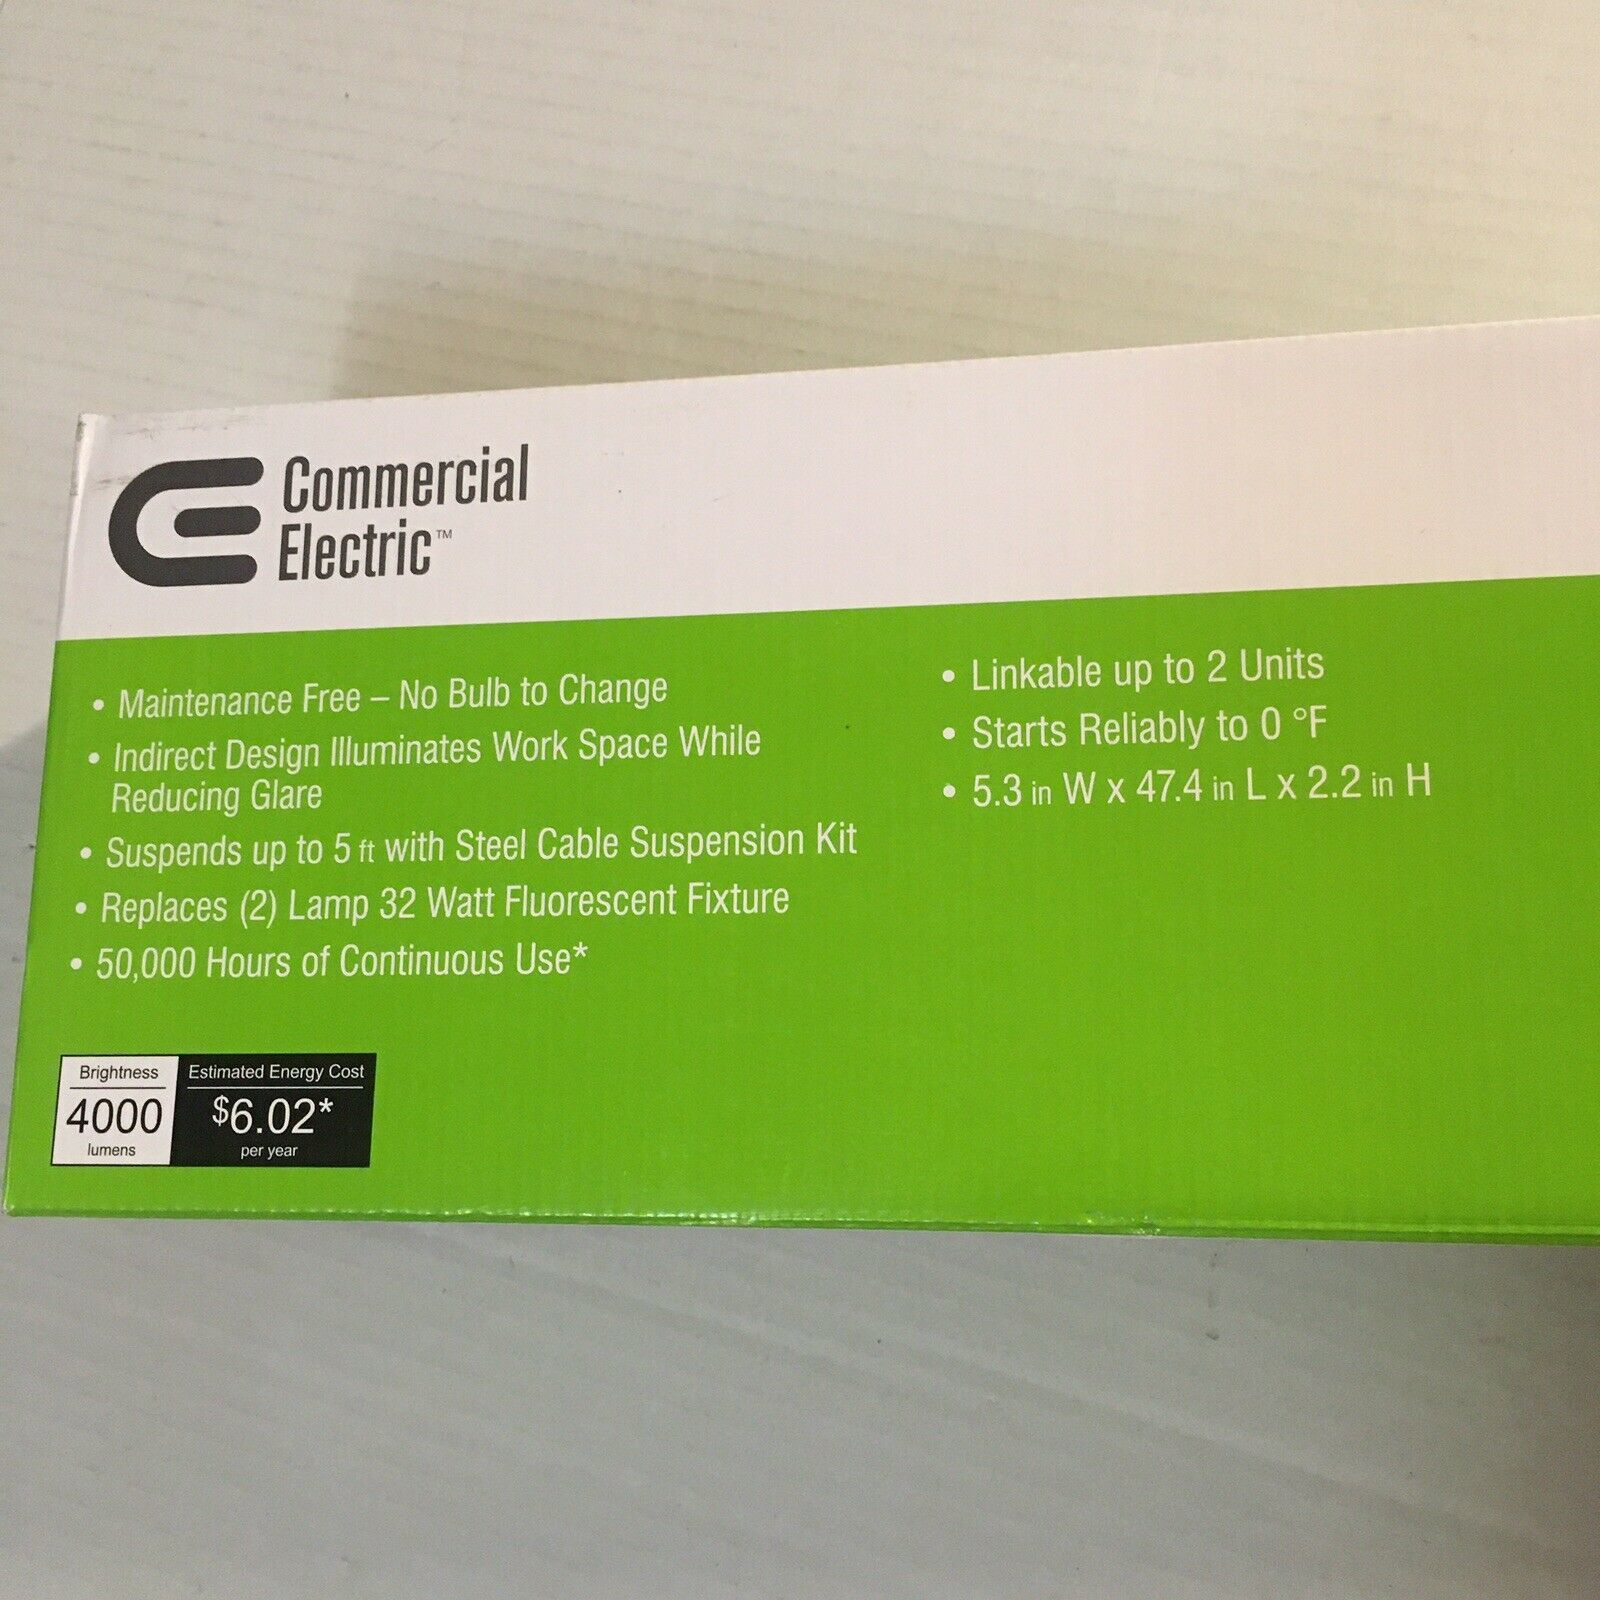 Commercial
Electric™
• Maintenance Free – No Bulb to Change
• Indirect Design Illuminates Work Space While
Reducing Glare
• Suspends up to 5 ft with Steel Cable Suspension Kit
• Replaces (2) Lamp 32 Watt Fluorescent Fixture
• 50,000 Hours of Continuous Use*
• Linkable up to 2 Units
• Starts Reliably to 0 °F
• 5.3 in W x 47.4 in L x 2.2 in H
Brightness
4000
lumens
Estimated Energy Cost
$6.02*
per year